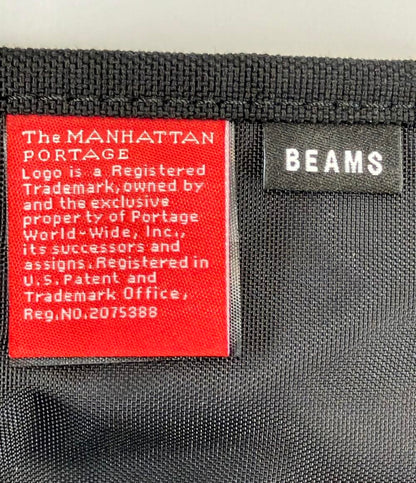 The MANHATTAN
PORTAGE
Logo is a Registered
Trademark,owned by
and the exclusive
property of Portage
World-Wide, Inc.,
its successors and
assigns. Registered in
U.S. Patent and
Trademark Office,
Reg.NO.2075388
BEAMS